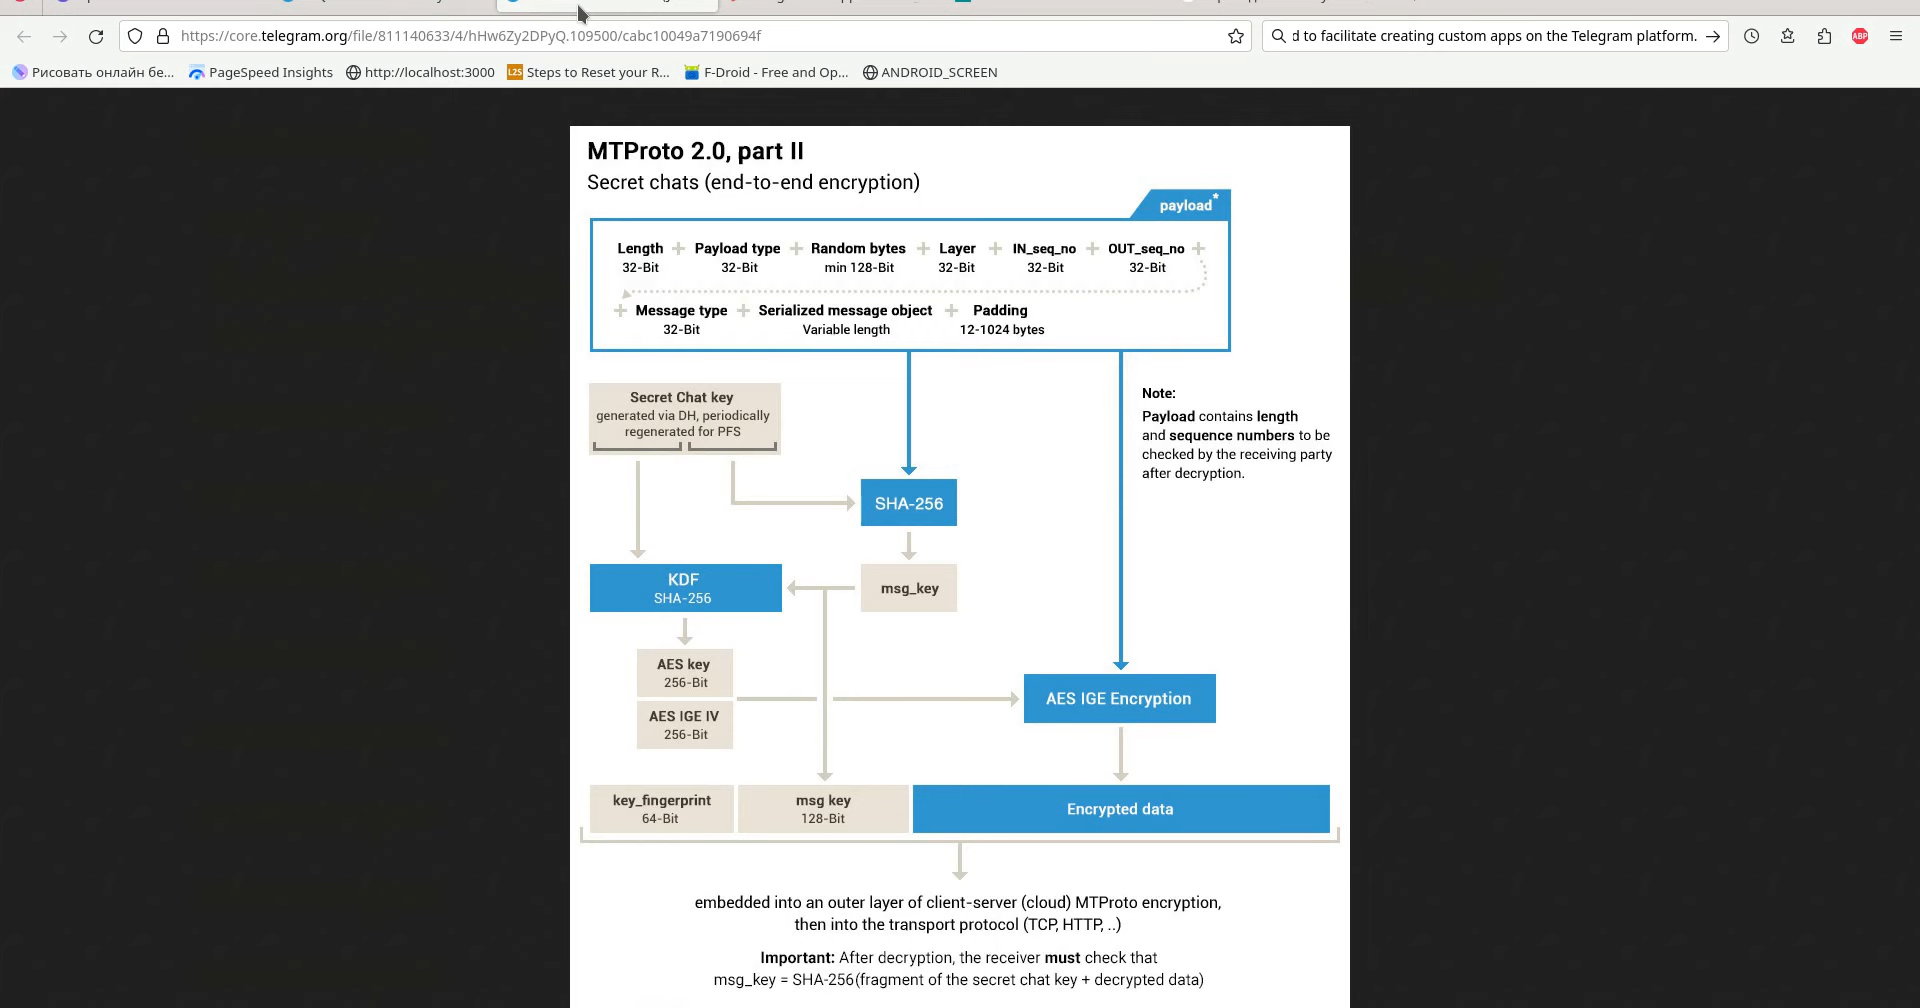 https://core.telegram.org/file/811140633/4/hHw6Zy2DPyQ.109500/cabc10049a7190694f
d to facilitate creating custom apps on the Telegram platform.
ABP
Рисовать онлайн бе...
PageSpeed Insights
http://localhost:3000
L2S Steps to Reset your R...
F-Droid - Free and Op...
ANDROID_SCREEN
MTProto 2.0, part II
Secret chats (end-to-end encryption)
payload*
Length + Payload type + Random bytes + Layer + IN_seq_no + OUT_seq_no +
32-Bit 32-Bit min 128-Bit 32-Bit 32-Bit 32-Bit
+ Message type + Serialized message object + Padding
32-Bit Variable length 12-1024 bytes
Secret Chat key
generated via DH, periodically
regenerated for PFS
Note:
Payload contains length
and sequence numbers to be
checked by the receiving party
after decryption.
SHA-256
KDF
SHA-256
msg_key
AES key
256-Bit
AES IGE IV
256-Bit
AES IGE Encryption
key_fingerprint
64-Bit
msg key
128-Bit
Encrypted data
embedded into an outer layer of client-server (cloud) MTProto encryption,
then into the transport protocol (TCP, HTTP, ..)
Important: After decryption, the receiver must check that
msg_key = SHA-256(fragment of the secret chat key + decrypted data)